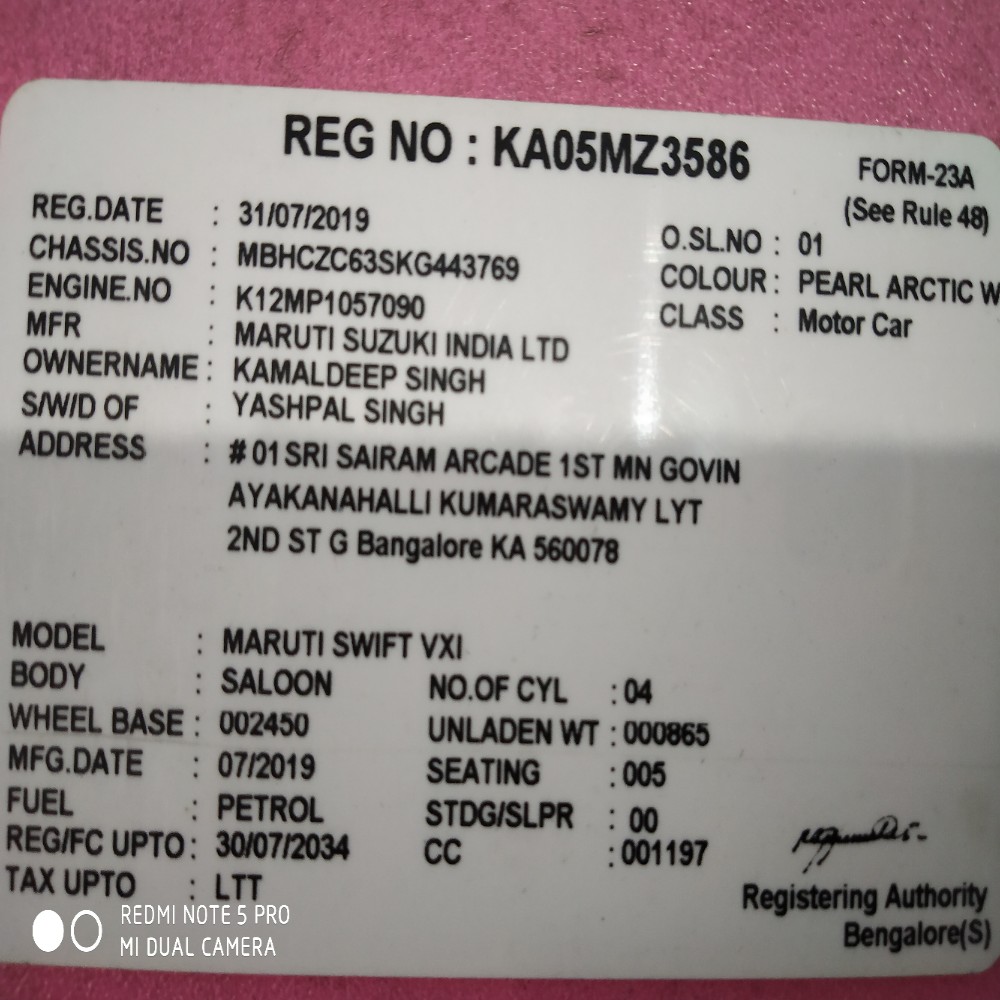 REG NO : KA05MZ3586
FORM-23A
(See Rule 48)
REG.DATE : 31/07/2019
O.SL.NO : 01
CHASSIS.NO : MBHCZC63SKG443769
COLOUR : PEARL ARCTIC W
ENGINE.NO : K12MP1057090
CLASS : Motor Car
MFR : MARUTI SUZUKI INDIA LTD
OWNERNAME : KAMALDEEP SINGH
S/W/D OF : YASHPAL SINGH
ADDRESS : # 01 SRI SAIRAM ARCADE 1ST MN GOVIN
AYAKANAHALLI KUMARASWAMY LYT
2ND ST G Bangalore KA 560078
MODEL : MARUTI SWIFT VXI
BODY : SALOON NO.OF CYL : 04
WHEEL BASE : 002450 UNLADEN WT : 000865
MFG.DATE : 07/2019 SEATING : 005
FUEL : PETROL STDG/SLPR : 00
REG/FC UPTO : 30/07/2034 CC : 001197
TAX UPTO : LTT
Registering Authority
Bengalore(S)
REDMI NOTE 5 PRO
MI DUAL CAMERA